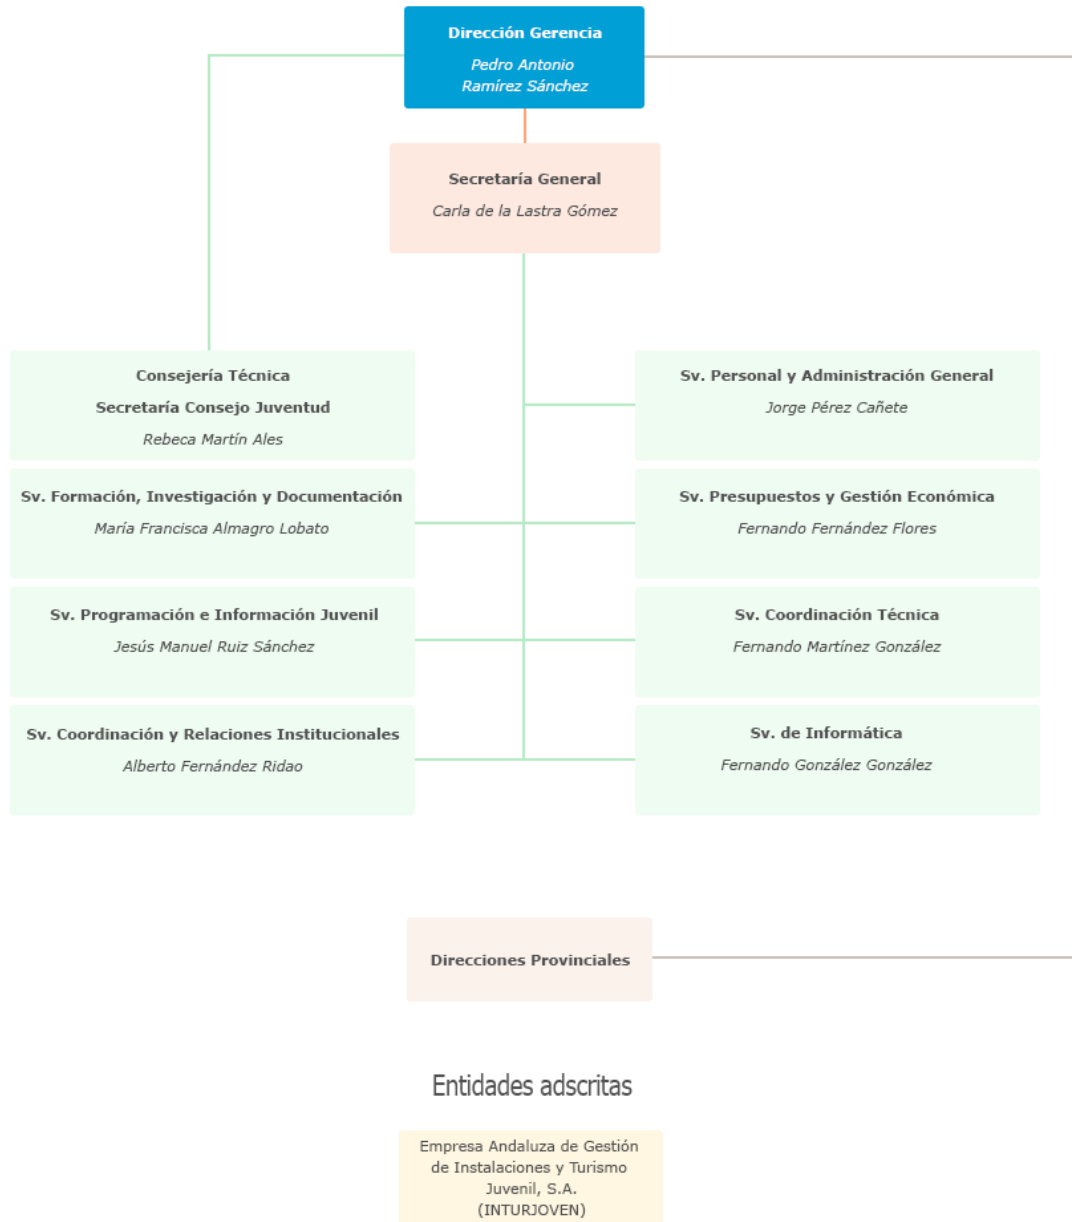 Dirección Gerencia
Pedro Antonio
Ramírez Sánchez
Secretaría General
Carla de la Lastra Gómez
Consejería Técnica
Secretaría Consejo Juventud
Rebeca Martín Ales
Sv. Personal y Administración General
Jorge Pérez Cañete
Sv. Formación, Investigación y Documentación
María Francisca Almagro Lobato
Sv. Presupuestos y Gestión Económica
Fernando Fernández Flores
Sv. Programación e Información Juvenil
Jesús Manuel Ruiz Sánchez
Sv. Coordinación Técnica
Fernando Martínez González
Sv. Coordinación y Relaciones Institucionales
Alberto Fernández Ridao
Sv. de Informática
Fernando González González
Direcciones Provinciales
Entidades adscritas
Empresa Andaluza de Gestión
de Instalaciones y Turismo
Juvenil, S.A.
(INTURJOVEN)